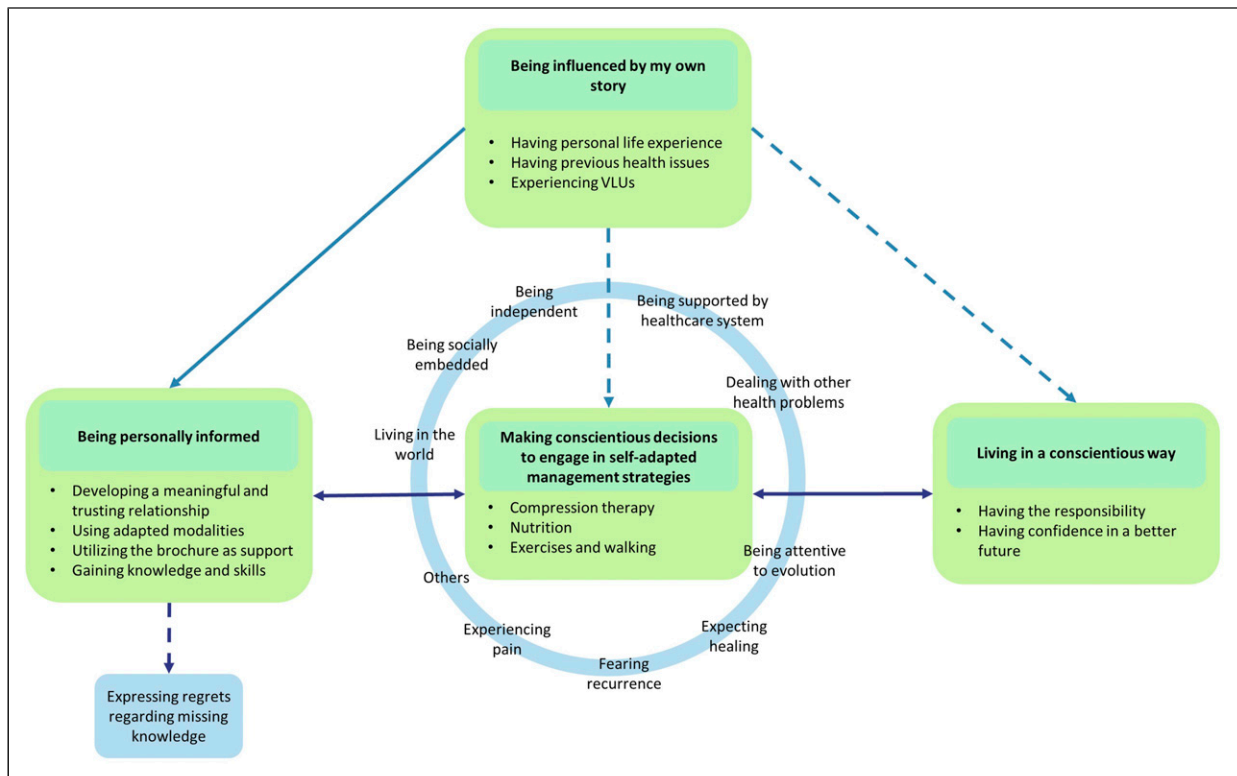 Being influenced by my own
story
• Having personal life experience
• Having previous health issues
• Experiencing VLUs
Being
independent
Being supported by
healthcare system
Being socially
embedded
Dealing with other
health problems
Living in the
world
Being personally informed
• Developing a meaningful and
trusting relationship
• Using adapted modalities
• Utilizing the brochure as support
• Gaining knowledge and skills
Making conscientious decisions
to engage in self-adapted
management strategies
• Compression therapy
• Nutrition
• Exercises and walking
Living in a conscientious way
• Having the responsibility
• Having confidence in a better
future
Being attentive
to evolution
Others
Experiencing
pain
Expecting
healing
Fearing
recurrence
Expressing regrets
regarding missing
knowledge